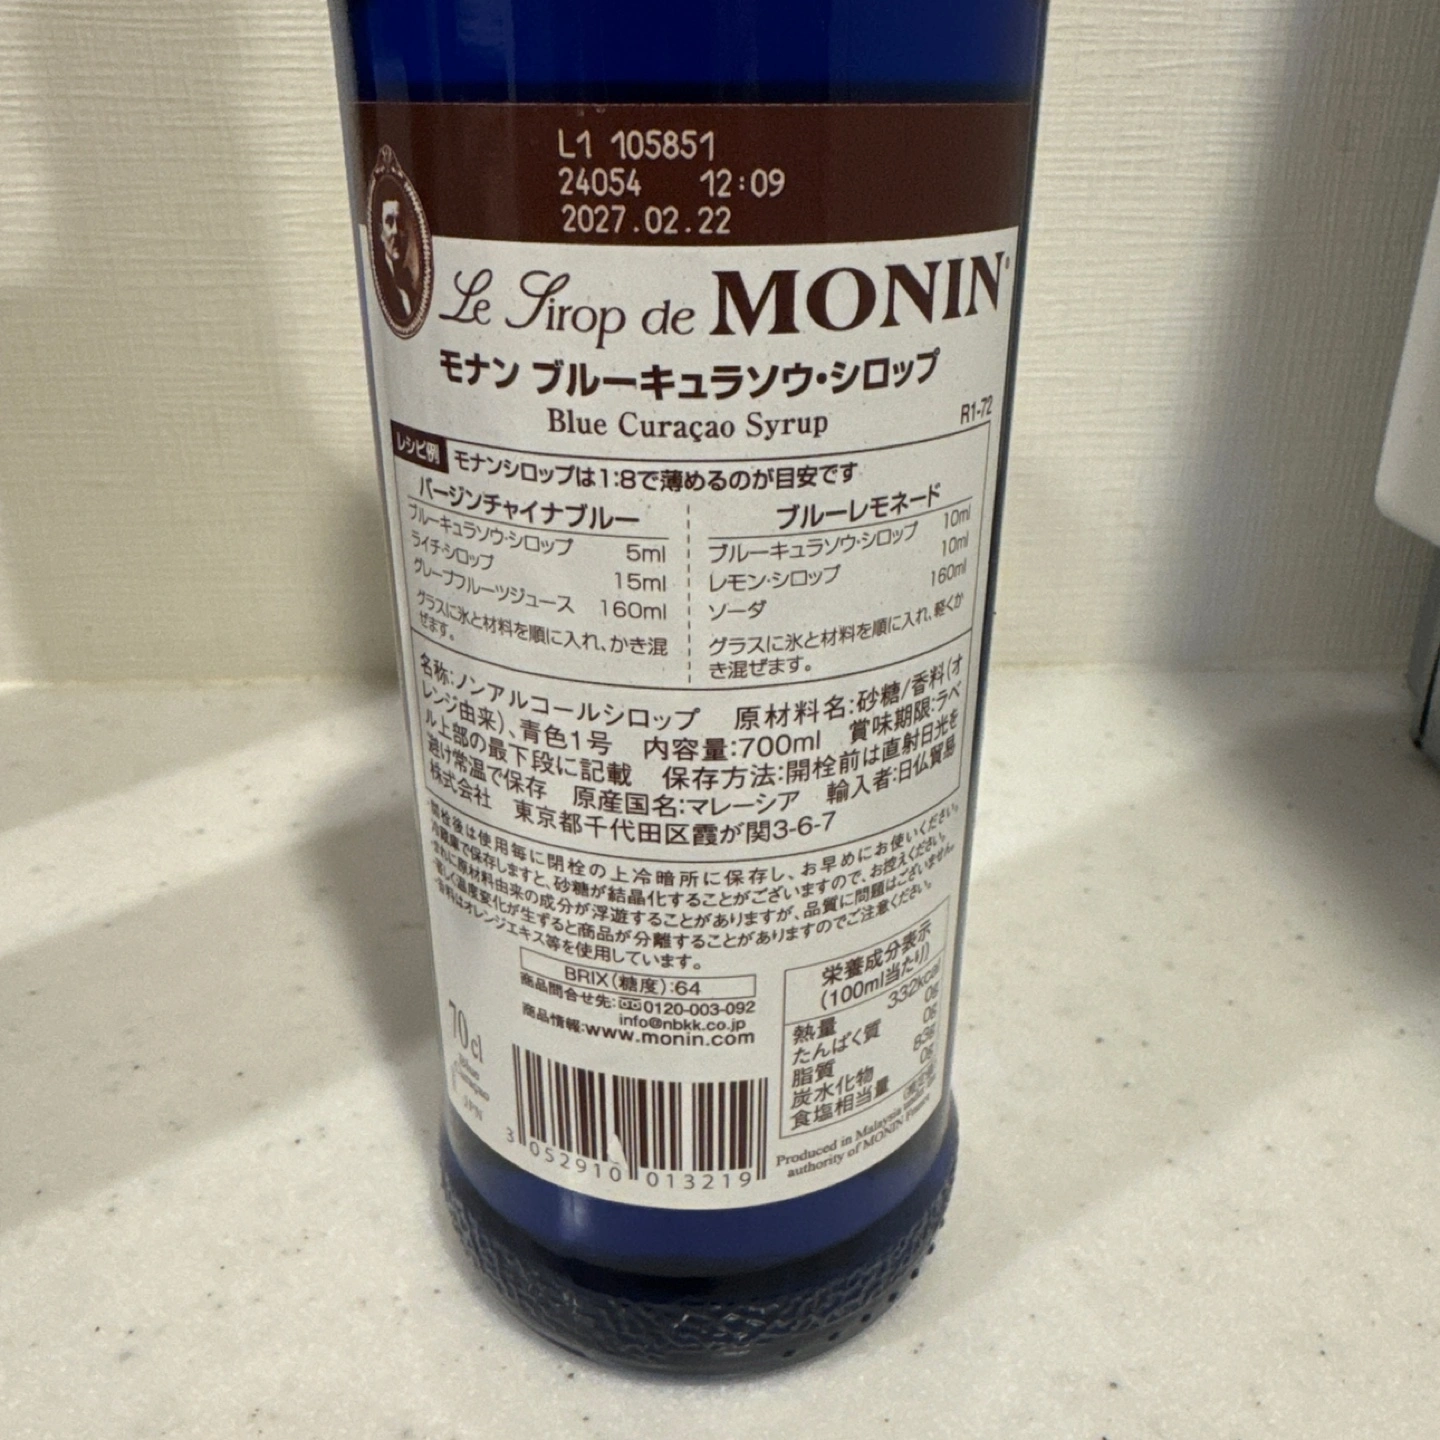 L1 105851
24054 12:09
2027.02.22
Le Sirop de MONIN
モナン ブルーキュラソウ・シロップ
Blue Curaçao Syrup
R1-72
レシピ例 モナンシロップは1:8で薄めるのが目安です
バージンチャイナブルー
ブルーキュラソウ・シロップ 5ml
ライチ・シロップ 15ml
グレープフルーツジュース 160ml
グラスに氷と材料を順に入れ、かき混
ぜます。
ブルーレモネード
ブルーキュラソウ・シロップ 10ml
レモン・シロップ 10ml
ソーダ 160ml
グラスに氷と材料を順に入れ、軽くか
き混ぜます。
名称:ノンアルコールシロップ 原材料名:砂糖/香料(オ
レンジ由来)、青色1号 内容量:700ml 賞味期限:ラベ
ル上部の最下段に記載 保存方法:開栓前は直射日光を
避け常温で保存 原産国名:マレーシア 輸入者:日仏貿易
株式会社 東京都千代田区霞が関3-6-7
・開栓後は使用毎に閉栓の上冷暗所に保存し、お早めにお使いください。
冷蔵庫で保存しますと、砂糖が結晶化することがございますので、お控えください。
・まれに原材料由来の成分が浮遊することがありますが、品質に問題はございません。
・著しく温度変化が生ずると商品が分離することがありますのでご注意ください。
・香料はオレンジエキス等を使用しています。
BRIX(糖度):64
商品問合せ先: 0120-003-092
info@nbkk.co.jp
商品情報:www.monin.com
栄養成分表示
(100ml当たり)
熱量 332kcal
たんぱく質 0g
脂質 0g
炭水化物 83g
食塩相当量 0g
70cl
Blue
Curaçao
JPN
3 052910 013219
Produced in Malaysia under the
authority of MONIN France